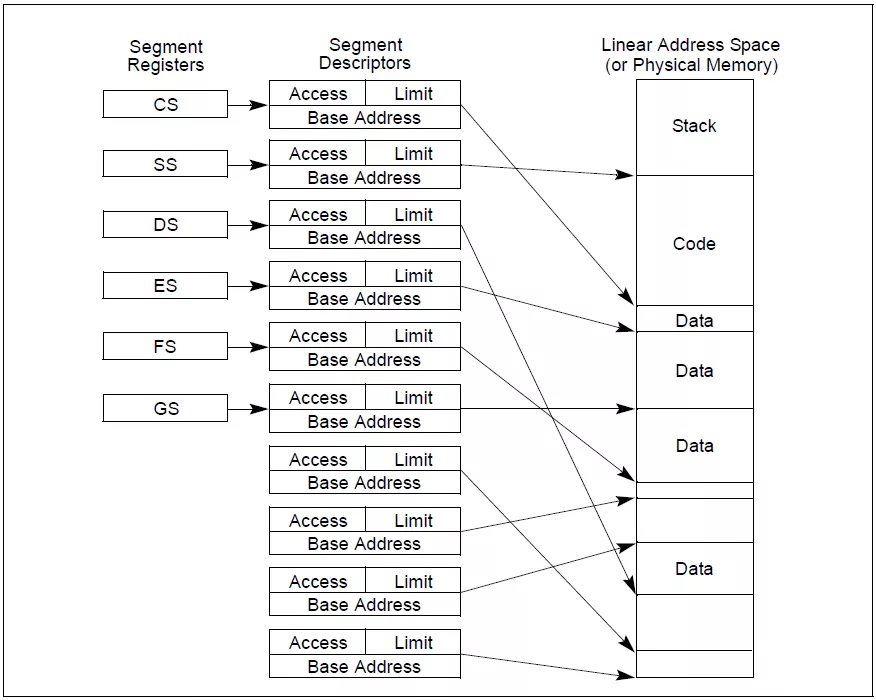 Segment
Registers
Segment
Descriptors
Linear Address Space
(or Physical Memory)
CS
Access
Limit
Base Address
Stack
SS
Access
Limit
Base Address
DS
Access
Limit
Base Address
Code
ES
Access
Limit
Base Address
Data
FS
Access
Limit
Base Address
Data
GS
Access
Limit
Base Address
Data
Access
Limit
Base Address
Access
Limit
Base Address
Access
Limit
Base Address
Data
Access
Limit
Base Address